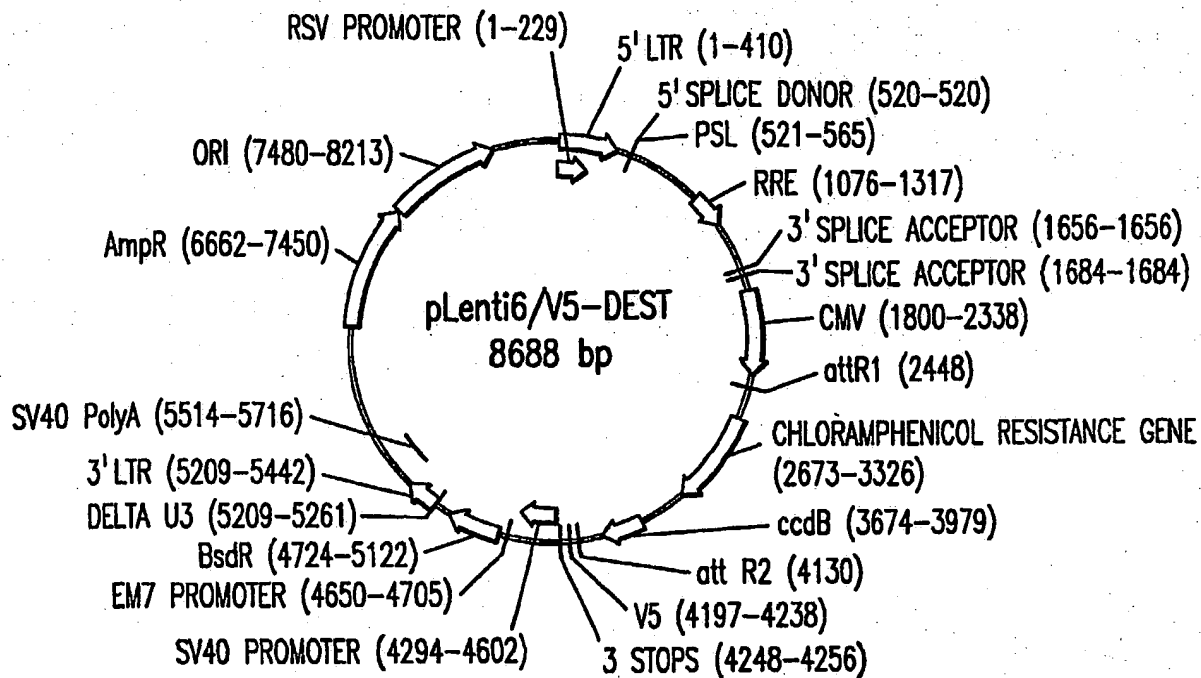 RSV PROMOTER (1-229)
5' LTR (1-410)
5' SPLICE DONOR (520-520)
PSL (521-565)
RRE (1076-1317)
3' SPLICE ACCEPTOR (1656-1656)
3' SPLICE ACCEPTOR (1684-1684)
CMV (1800-2338)
attR1 (2448)
CHLORAMPHENICOL RESISTANCE GENE
(2673-3326)
ccdB (3674-3979)
att R2 (4130)
V5 (4197-4238)
3 STOPS (4248-4256)
SV40 PROMOTER (4294-4602)
EM7 PROMOTER (4650-4705)
BsdR (4724-5122)
DELTA U3 (5209-5261)
3' LTR (5209-5442)
SV40 PolyA (5514-5716)
AmpR (6662-7450)
ORI (7480-8213)
pLenti6/V5-DEST
8688 bp